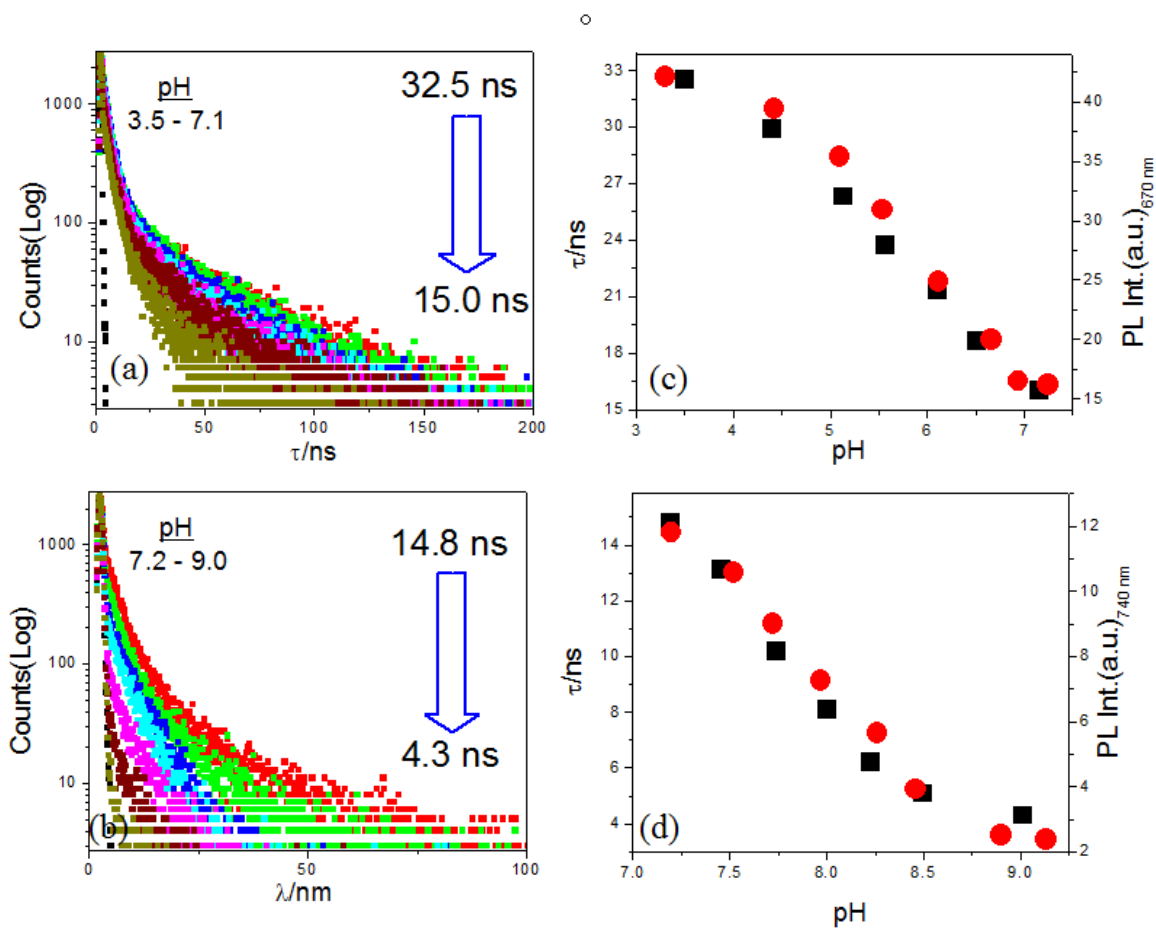 pH
3.5 - 7.1
32.5 ns
15.0 ns
1000
100
10
Counts(Log)
(a)
0
50
100
150
200
τ/ns
33
30
27
24
21
18
15
τ/ns
(c)
40
35
30
25
20
15
PL Int.(a.u.)670 nm
3
4
5
6
7
pH
pH
7.2 - 9.0
14.8 ns
4.3 ns
1000
100
10
Counts(Log)
(b)
0
50
100
λ/nm
14
12
10
8
6
4
τ/ns
(d)
12
10
8
6
4
2
PL Int.(a.u.)740 nm
7.0
7.5
8.0
8.5
9.0
pH